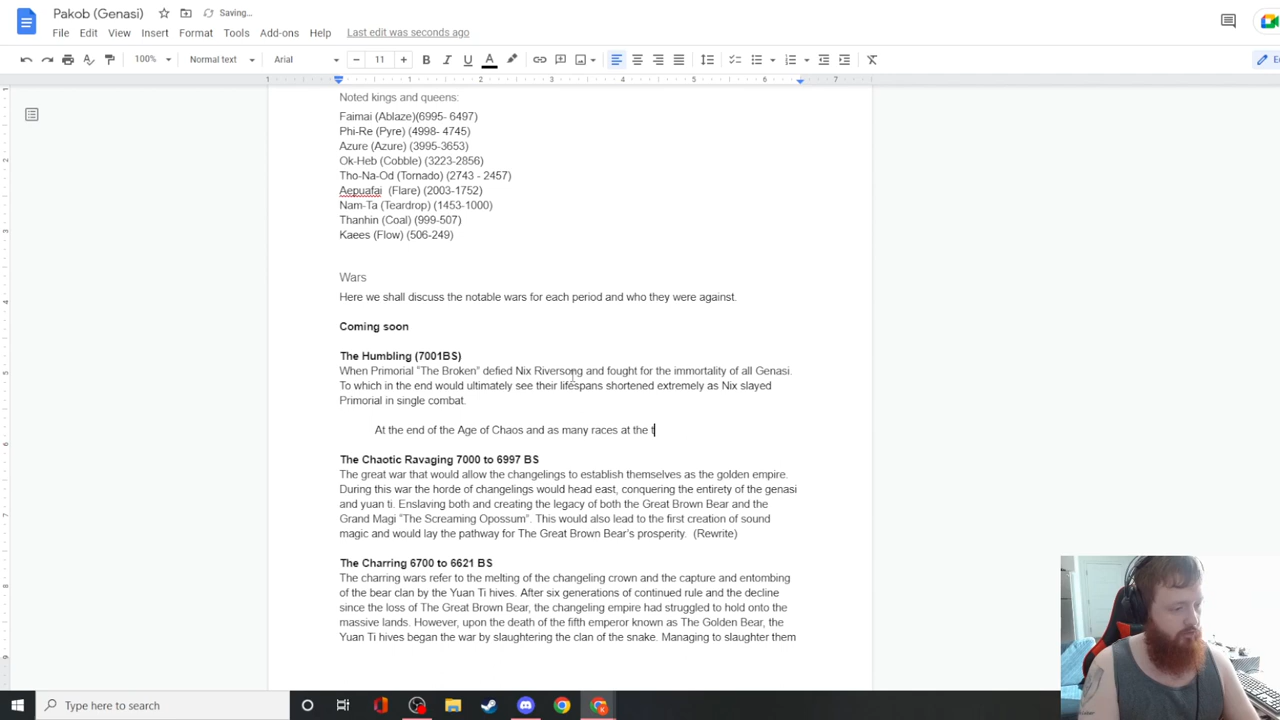 Pakob (Genasi)
Saving...
File Edit View Insert Format Tools Add-ons Help Last edit was seconds ago
100% Normal text Arial 11
1 1 2 3 4 5 6 7
Noted kings and queens:
Faimai (Ablaze)(6995- 6497)
Phi-Re (Pyre) (4998- 4745)
Azure (Azure) (3995-3653)
Ok-Heb (Cobble) (3223-2856)
Tho-Na-Od (Tornado) (2743 - 2457)
Aepuafai (Flare) (2003-1752)
Nam-Ta (Teardrop) (1453-1000)
Thanhin (Coal) (999-507)
Kaees (Flow) (506-249)
Wars
Here we shall discuss the notable wars for each period and who they were against.
Coming soon
The Humbling (7001BS)
When Primorial “The Broken” defied Nix Riversong and fought for the immortality of all Genasi.
To which in the end would ultimately see their lifespans shortened extremely as Nix slayed
Primorial in single combat.
At the end of the Age of Chaos and as many races at the t
The Chaotic Ravaging 7000 to 6997 BS
The great war that would allow the changelings to establish themselves as the golden empire.
During this war the horde of changelings would head east, conquering the entirety of the genasi
and yuan ti. Enslaving both and creating the legacy of both the Great Brown Bear and the
Grand Magi “The Screaming Opossum”. This would also lead to the first creation of sound
magic and would lay the pathway for The Great Brown Bear’s prosperity. (Rewrite)
The Charring 6700 to 6621 BS
The charring wars refer to the melting of the changeling crown and the capture and entombing
of the bear clan by the Yuan Ti hives. After six generations of continued rule and the decline
since the loss of The Great Brown Bear, the changeling empire had struggled to hold onto the
massive lands. However, upon the death of the fifth emperor known as The Golden Bear, the
Yuan Ti hives began the war by slaughtering the clan of the snake. Managing to slaughter them
Type here to search